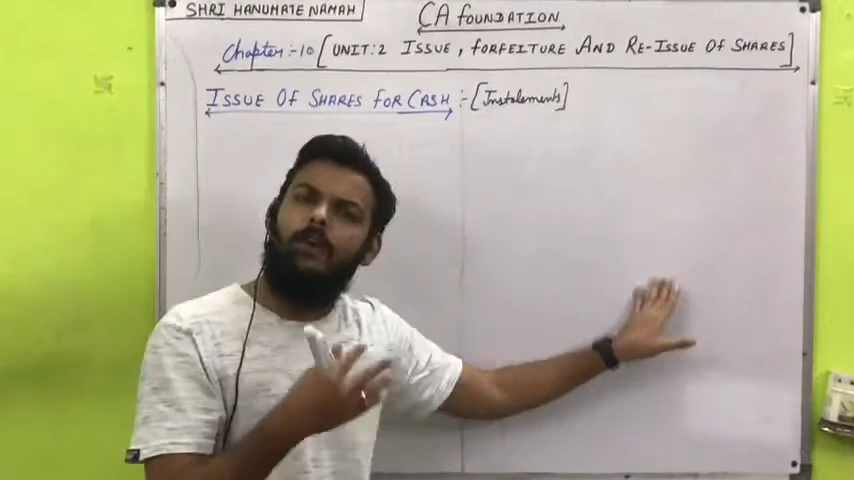 SHRI HANUMATE NAMAH
CA FOUNDATION
Chapter:-10 [UNIT:2 ISSUE, FORFEITURE AND RE-ISSUE OF SHARES]
ISSUE OF SHARES FOR CASH :- [Instalements]